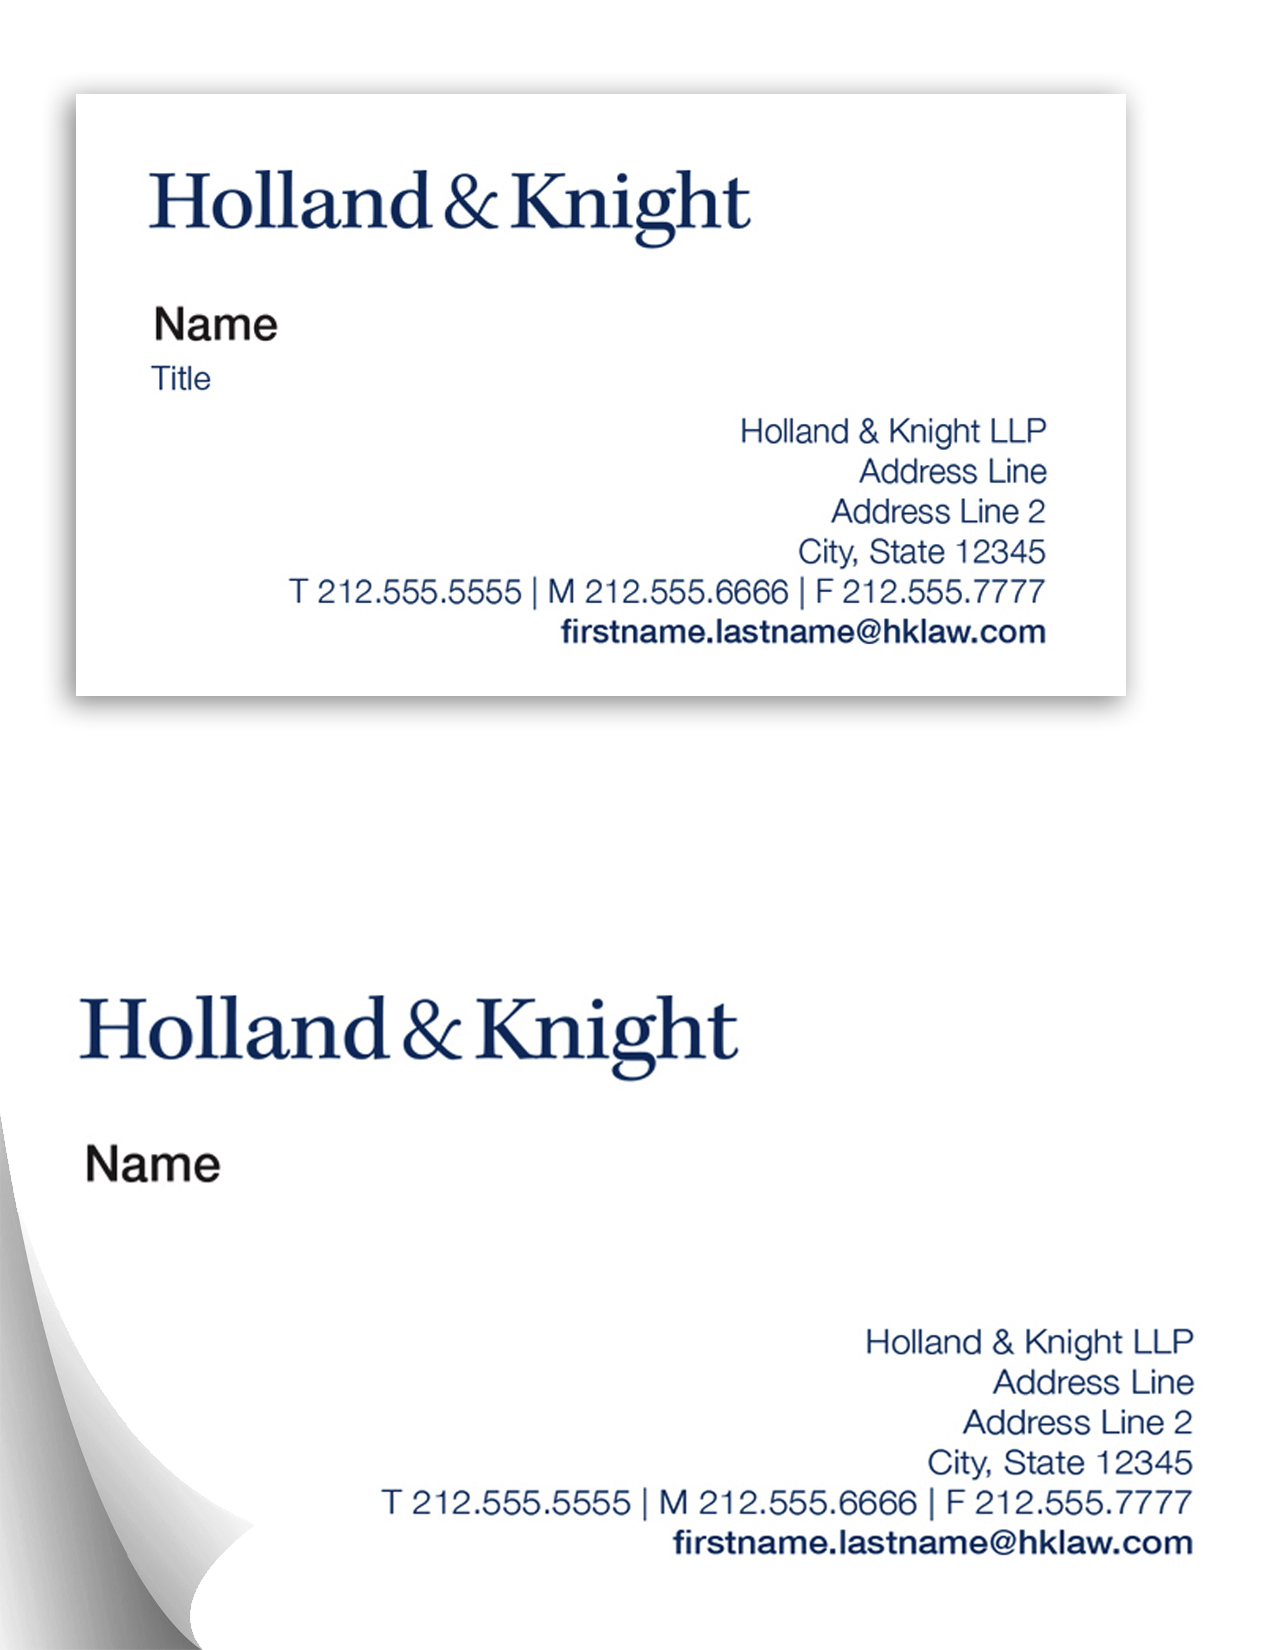 Holland & Knight
Name
Title
Holland & Knight LLP
Address Line
Address Line 2
City, State 12345
T 212.555.5555 | M 212.555.6666 | F 212.555.7777
firstname.lastname@hklaw.com
Holland & Knight
Name
Holland & Knight LLP
Address Line
Address Line 2
City, State 12345
T 212.555.5555 | M 212.555.6666 | F 212.555.7777
firstname.lastname@hklaw.com